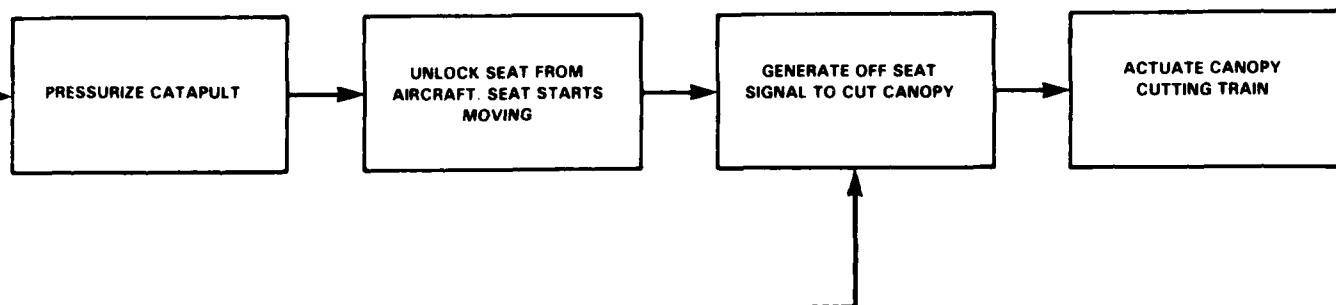 PRESSURIZE CATAPULT
UNLOCK SEAT FROM
AIRCRAFT. SEAT STARTS
MOVING
GENERATE OFF SEAT
SIGNAL TO CUT CANOPY
ACTUATE CANOPY
CUTTING TRAIN